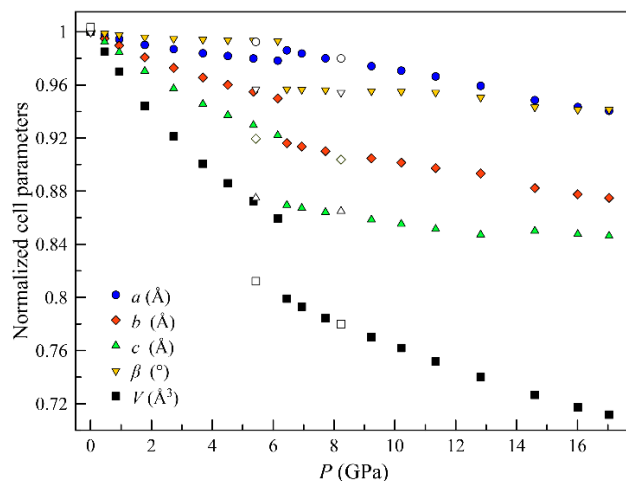 Normalized cell parameters
1
0.96
0.92
0.88
0.84
0.8
0.76
0.72
a (Å)
b (Å)
c (Å)
β (°)
V (Å³)
0 2 4 6 8 10 12 14 16
P (GPa)